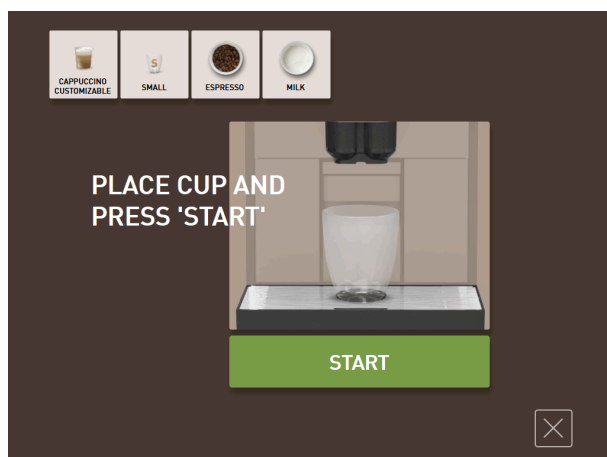 CAPPUCCINO
CUSTOMIZABLE
S
SMALL
ESPRESSO
MILK
PLACE CUP AND
PRESS 'START'
START